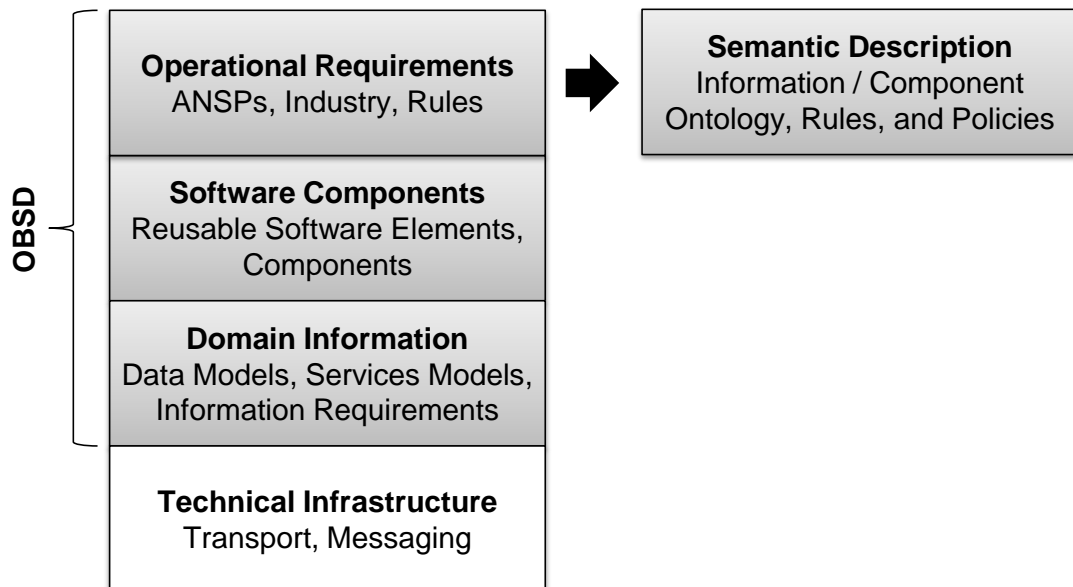 OBSD
Operational Requirements
ANSPs, Industry, Rules
Software Components
Reusable Software Elements,
Components
Domain Information
Data Models, Services Models,
Information Requirements
Technical Infrastructure
Transport, Messaging
Semantic Description
Information / Component
Ontology, Rules, and Policies